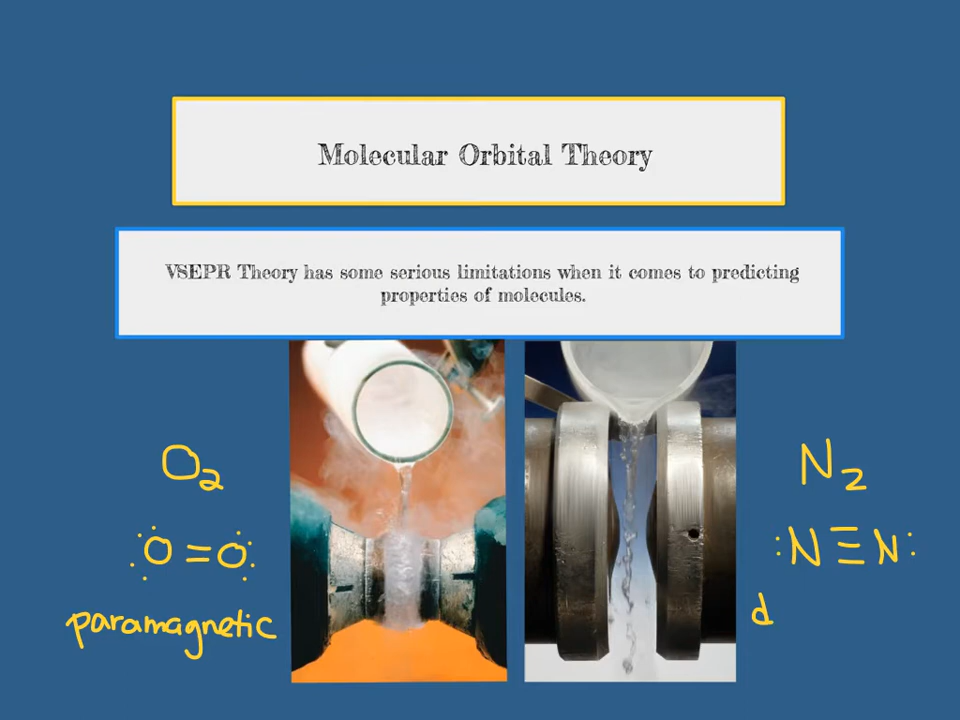 Molecular Orbital Theory
VSEPR Theory has some serious limitations when it comes to predicting
properties of molecules.
O₂
:O=O:
paramagnetic
N₂
:N≡N:
d